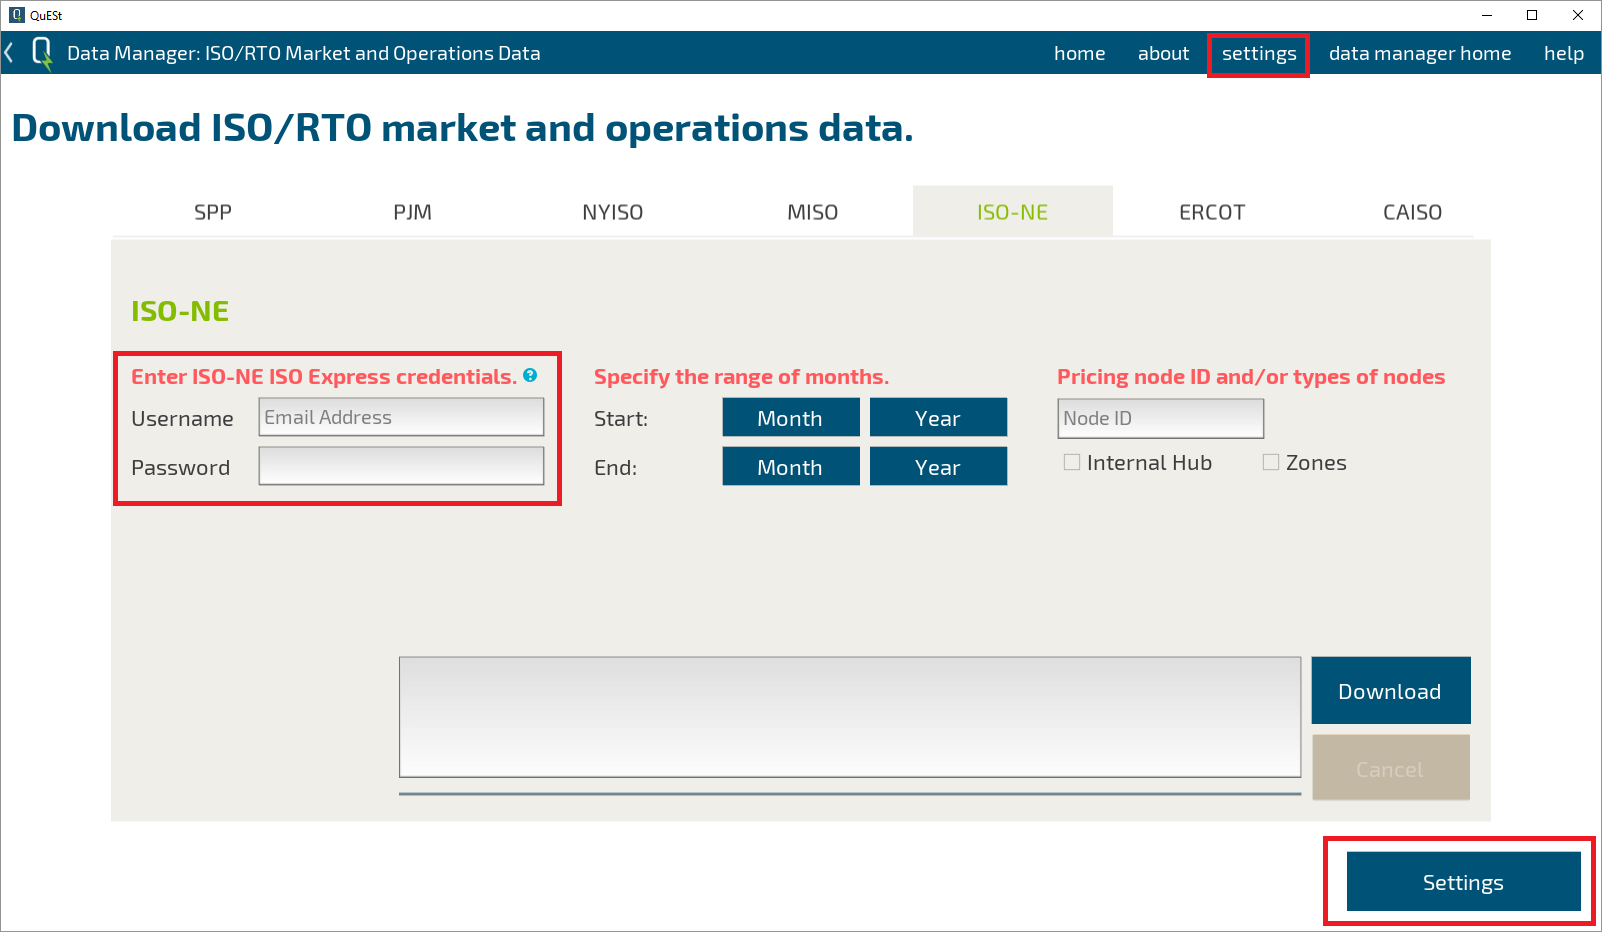 QuESt
Data Manager: ISO/RTO Market and Operations Data home about settings data manager home help
Download ISO/RTO market and operations data.
SPP PJM NYISO MISO ISO-NE ERCOT CAISO
ISO-NE
Enter ISO-NE ISO Express credentials. ?
Username Email Address
Password
Specify the range of months.
Start: Month Year
End: Month Year
Pricing node ID and/or types of nodes
Node ID
Internal Hub Zones
Download
Cancel
Settings